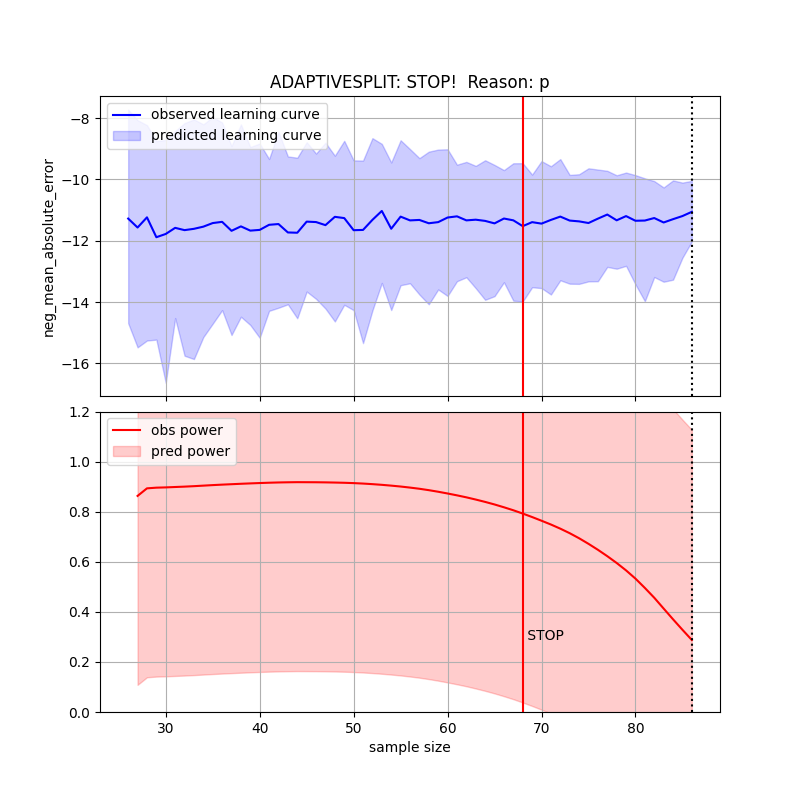 ADAPTIVESPLIT: STOP!  Reason: p
observed learning curve
predicted learning curve
neg_mean_absolute_error
−8
−10
−12
−14
−16
obs power
pred power
1.2
1.0
0.8
0.6
0.4
0.2
0.0
STOP
30 40 50 60 70 80
sample size